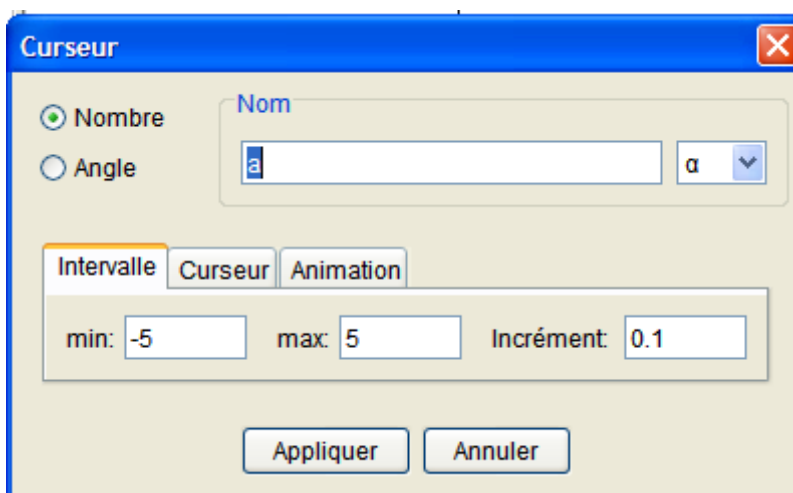 Curseur
Nombre
Angle
Nom
a
α
Intervalle Curseur Animation
min: -5 max: 5 Incrément: 0.1
Appliquer Annuler